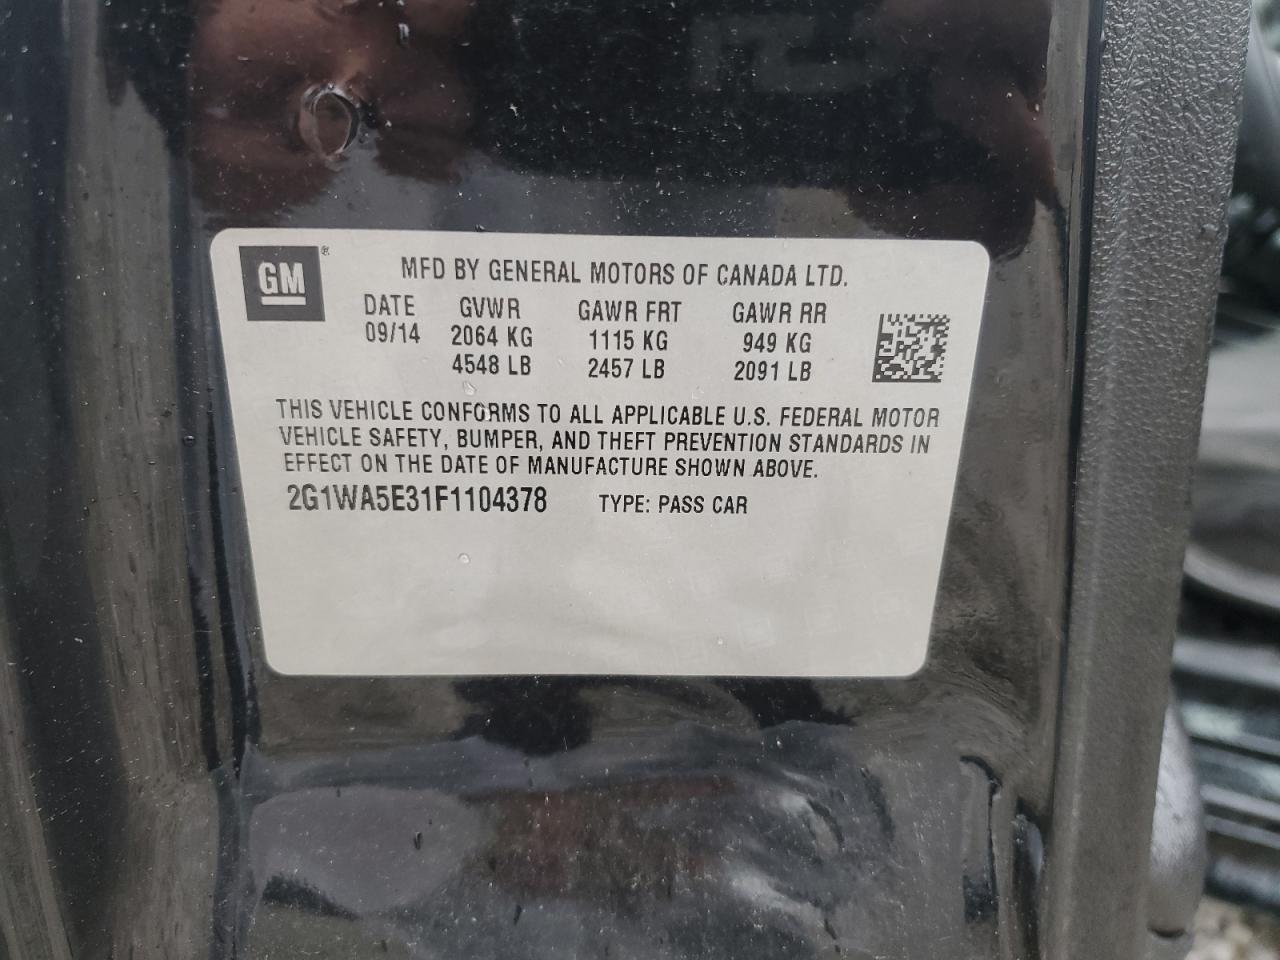 GM®
MFD BY GENERAL MOTORS OF CANADA LTD.
DATE GVWR GAWR FRT GAWR RR
09/14 2064 KG 1115 KG 949 KG
4548 LB 2457 LB 2091 LB
THIS VEHICLE CONFORMS TO ALL APPLICABLE U.S. FEDERAL MOTOR
VEHICLE SAFETY, BUMPER, AND THEFT PREVENTION STANDARDS IN
EFFECT ON THE DATE OF MANUFACTURE SHOWN ABOVE.
2G1WA5E31F1104378 TYPE: PASS CAR